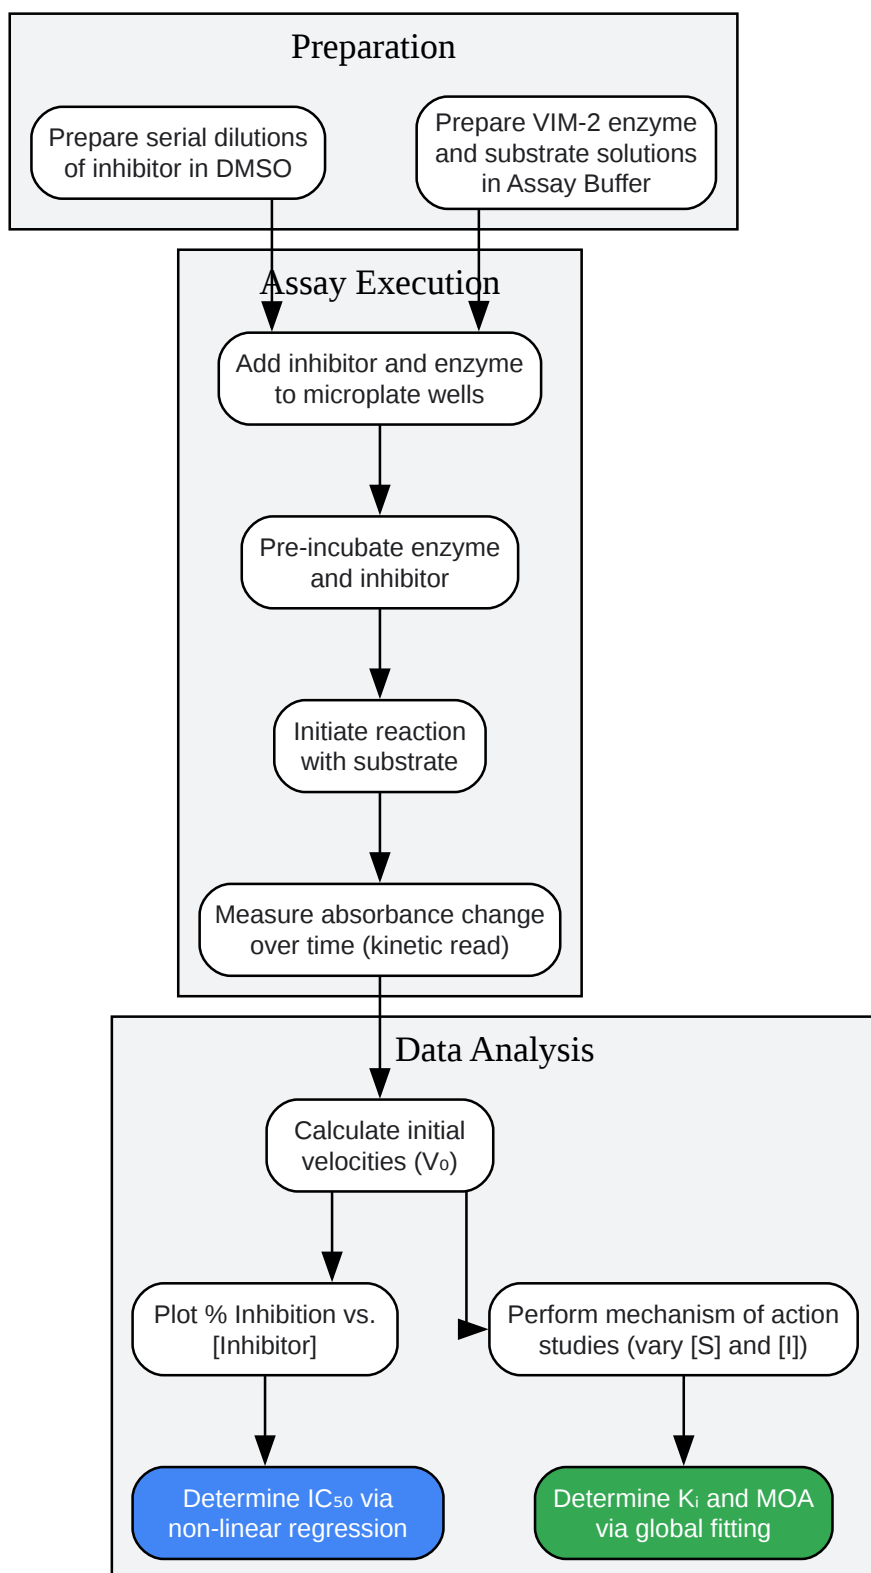 Preparation
Prepare serial dilutions
of inhibitor in DMSO
Prepare VIM-2 enzyme
and substrate solutions
in Assay Buffer
Assay Execution
Add inhibitor and enzyme
to microplate wells
Pre-incubate enzyme
and inhibitor
Initiate reaction
with substrate
Measure absorbance change
over time (kinetic read)
Data Analysis
Calculate initial
velocities (V₀)
Plot % Inhibition vs.
[Inhibitor]
Perform mechanism of action
studies (vary [S] and [I])
Determine IC₅₀ via
non-linear regression
Determine Kᵢ and MOA
via global fitting